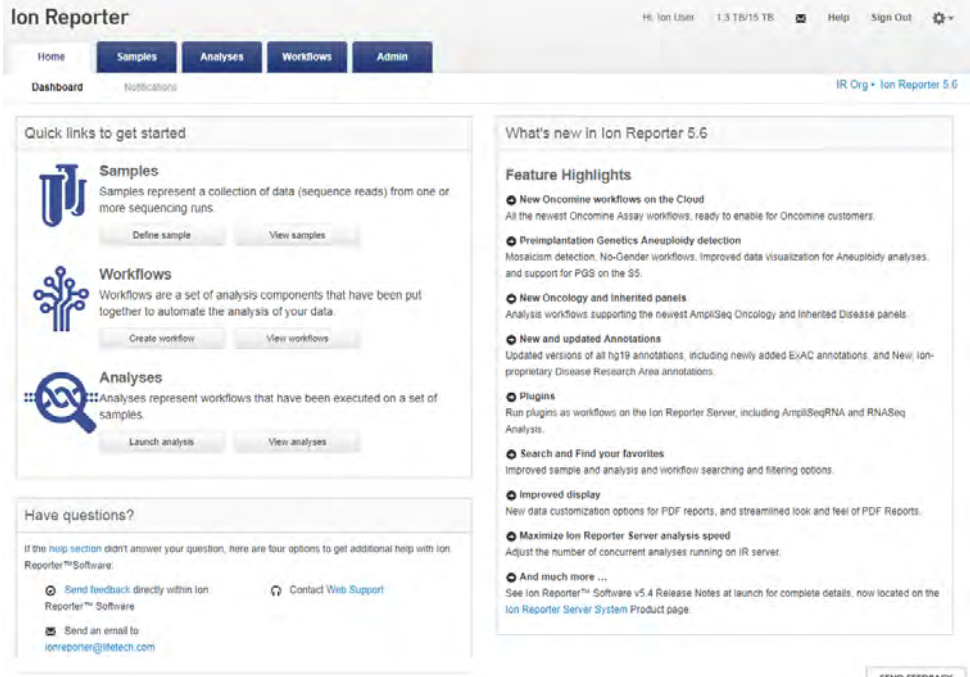 Ion Reporter
Hi, Ion User 1.3 TB/15 TB Help Sign Out
Home Samples Analyses Workflows Admin
Dashboard Notifications
IR Org • Ion Reporter 5.6
Quick links to get started
Samples
Samples represent a collection of data (sequence reads) from one or
more sequencing runs.
Define sample View samples
Workflows
Workflows are a set of analysis components that have been put
together to automate the analysis of your data.
Create workflow View workflows
Analyses
Analyses represent workflows that have been executed on a set of
samples.
Launch analysis View analyses
Have questions?
If the help section didn't answer your question, here are four options to get additional help with Ion
Reporter™Software:
Send feedback directly within Ion
Reporter™ Software
Contact Web Support
Send an email to
ionreporter@lifetech.com
What's new in Ion Reporter 5.6
Feature Highlights
New Oncomine workflows on the Cloud
All the newest Oncomine Assay workflows, ready to enable for Oncomine customers.
Preimplantation Genetics Aneuploidy detection
Mosaicism detection, No-Gender workflows, Improved data visualization for Aneuploidy analyses,
and support for PGS on the S5.
New Oncology and Inherited panels
Analysis workflows supporting the newest AmpliSeq Oncology and Inherited Disease panels.
New and updated Annotations
Updated versions of all hg19 annotations, including newly added ExAC annotations, and New, Ion-
proprietary Disease Research Area annotations.
Plugins
Run plugins as workflows on the Ion Reporter Server, including AmpliSeqRNA and RNASeq
Analysis.
Search and Find your favorites
Improved sample and analysis and workflow searching and filtering options.
Improved display
New data customization options for PDF reports, and streamlined look and feel of PDF Reports.
Maximize Ion Reporter Server analysis speed
Adjust the number of concurrent analyses running on IR server.
And much more ...
See Ion Reporter™ Software v5.4 Release Notes at launch for complete details, now located on the
Ion Reporter Server System Product page.
SEND FEEDBACK